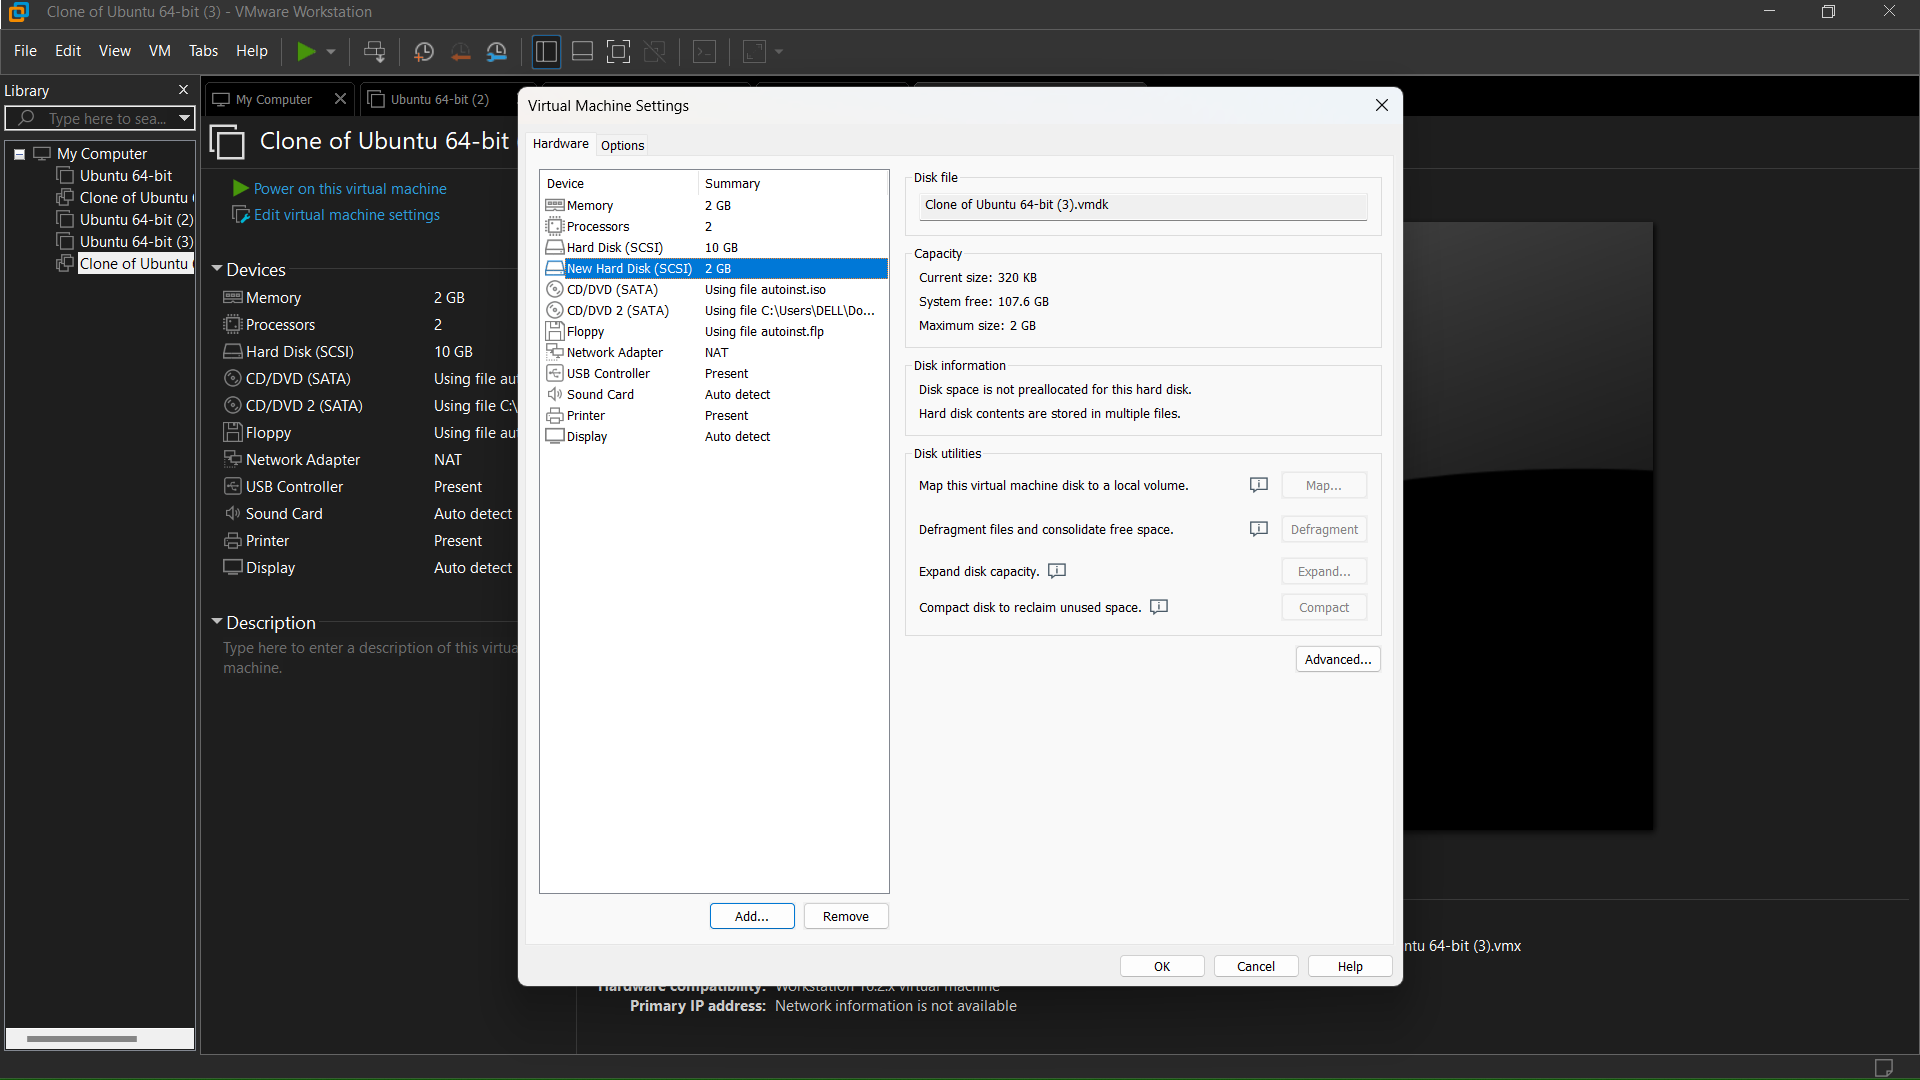 Clone of Ubuntu 64-bit (3) - VMware Workstation
File Edit View VM Tabs Help
Library
Type here to sea...
My Computer
Ubuntu 64-bit
Clone of Ubuntu
Ubuntu 64-bit (2)
Ubuntu 64-bit (3)
Clone of Ubuntu
My Computer
Ubuntu 64-bit (2)
Clone of Ubuntu 64-bit
Power on this virtual machine
Edit virtual machine settings
Devices
Memory 2 GB
Processors 2
Hard Disk (SCSI) 10 GB
CD/DVD (SATA) Using file au
CD/DVD 2 (SATA) Using file C:\
Floppy Using file au
Network Adapter NAT
USB Controller Present
Sound Card Auto detect
Printer Present
Display Auto detect
Description
Type here to enter a description of this virtua
machine.
Virtual Machine Settings
Hardware Options
Device Summary
Memory 2 GB
Processors 2
Hard Disk (SCSI) 10 GB
New Hard Disk (SCSI) 2 GB
CD/DVD (SATA) Using file autoinst.iso
CD/DVD 2 (SATA) Using file C:\Users\DELL\Do...
Floppy Using file autoinst.flp
Network Adapter NAT
USB Controller Present
Sound Card Auto detect
Printer Present
Display Auto detect
Add... Remove
Disk file
Clone of Ubuntu 64-bit (3).vmdk
Capacity
Current size: 320 KB
System free: 107.6 GB
Maximum size: 2 GB
Disk information
Disk space is not preallocated for this hard disk.
Hard disk contents are stored in multiple files.
Disk utilities
Map this virtual machine disk to a local volume. Map...
Defragment files and consolidate free space. Defragment
Expand disk capacity. Expand...
Compact disk to reclaim unused space. Compact
Advanced...
OK Cancel Help
ntu 64-bit (3).vmx
Hardware compatibility: Workstation 16.2.x virtual machine
Primary IP address: Network information is not available